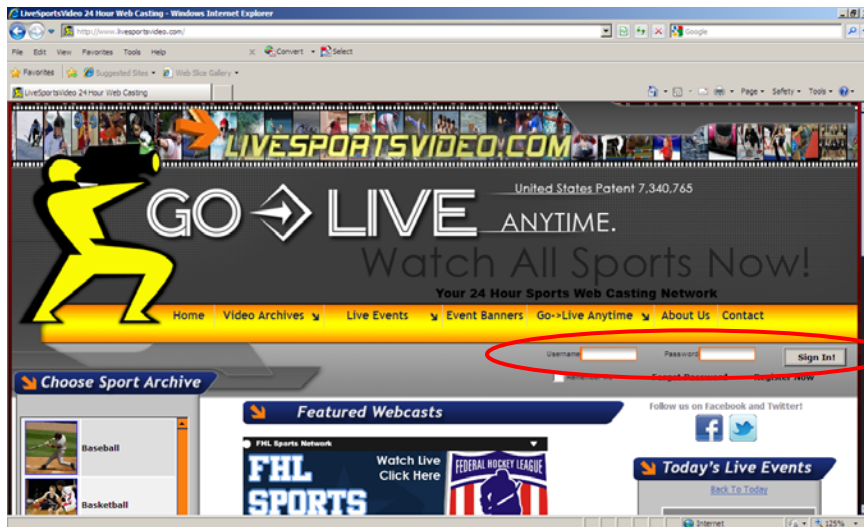 LiveSportsVideo 24 Hour Web Casting - Windows Internet Explorer
http://www.livesportsvideo.com/
Google
File Edit View Favorites Tools Help
Convert Select
Favorites Suggested Sites Web Slice Gallery
LiveSportsVideo 24 Hour Web Casting
Page Safety Tools
LIVESPORTSVIDEO.COM
United States Patent 7,340,765
GO LIVE ANYTIME.
Watch All Sports Now!
Your 24 Hour Sports Web Casting Network
Home Video Archives Live Events Event Banners Go->Live Anytime About Us Contact
Username Password Sign In!
Remember Me Forgot Password Register Now
Choose Sport Archive
Featured Webcasts
Follow us on Facebook and Twitter!
Baseball
FHL Sports Network
FHL SPORTS
Watch Live
Click Here
FEDERAL HOCKEY LEAGUE
Today's Live Events
Back To Today
Basketball
Internet
125%